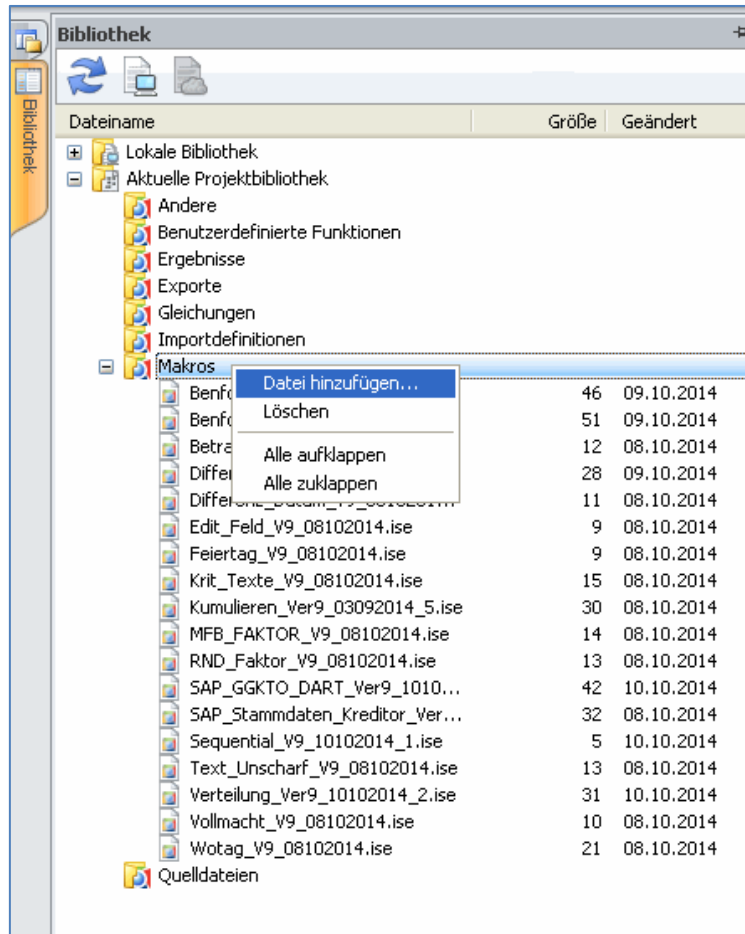 Bibliothek
Bibliothek
Dateiname Größe Geändert
Lokale Bibliothek
Aktuelle Projektbibliothek
Andere
Benutzerdefinierte Funktionen
Ergebnisse
Exporte
Gleichungen
Importdefinitionen
Makros
Datei hinzufügen...
Löschen
Alle aufklappen
Alle zuklappen
46 09.10.2014
51 09.10.2014
12 08.10.2014
28 09.10.2014
11 08.10.2014
Edit_Feld_V9_08102014.ise 9 08.10.2014
Feiertag_V9_08102014.ise 9 08.10.2014
Krit_Texte_V9_08102014.ise 15 08.10.2014
Kumulieren_Ver9_03092014_5.ise 30 08.10.2014
MFB_FAKTOR_V9_08102014.ise 14 08.10.2014
RND_Faktor_V9_08102014.ise 13 08.10.2014
SAP_GGKTO_DART_Ver9_1010... 42 10.10.2014
SAP_Stammdaten_Kreditor_Ver... 32 08.10.2014
Sequential_V9_10102014_1.ise 5 10.10.2014
Text_Unscharf_V9_08102014.ise 13 08.10.2014
Verteilung_Ver9_10102014_2.ise 31 10.10.2014
Vollmacht_V9_08102014.ise 10 08.10.2014
Wotag_V9_08102014.ise 21 08.10.2014
Quelldateien